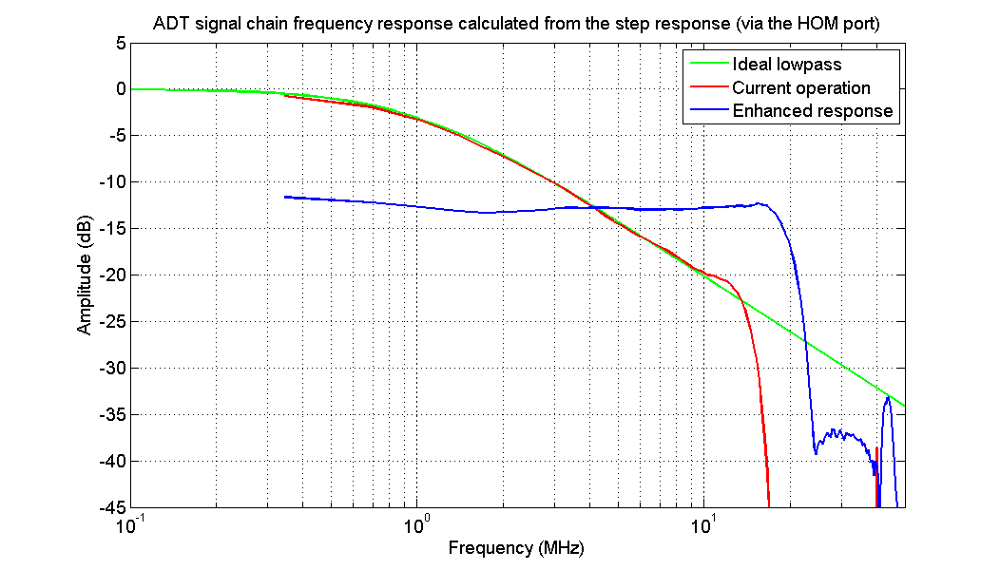 ADT signal chain frequency response calculated from the step response (via the HOM port)
Ideal lowpass
Current operation
Enhanced response
Amplitude (dB)
5
0
-5
-10
-15
-20
-25
-30
-35
-40
-45
10^-1
10^0
10^1
Frequency (MHz)